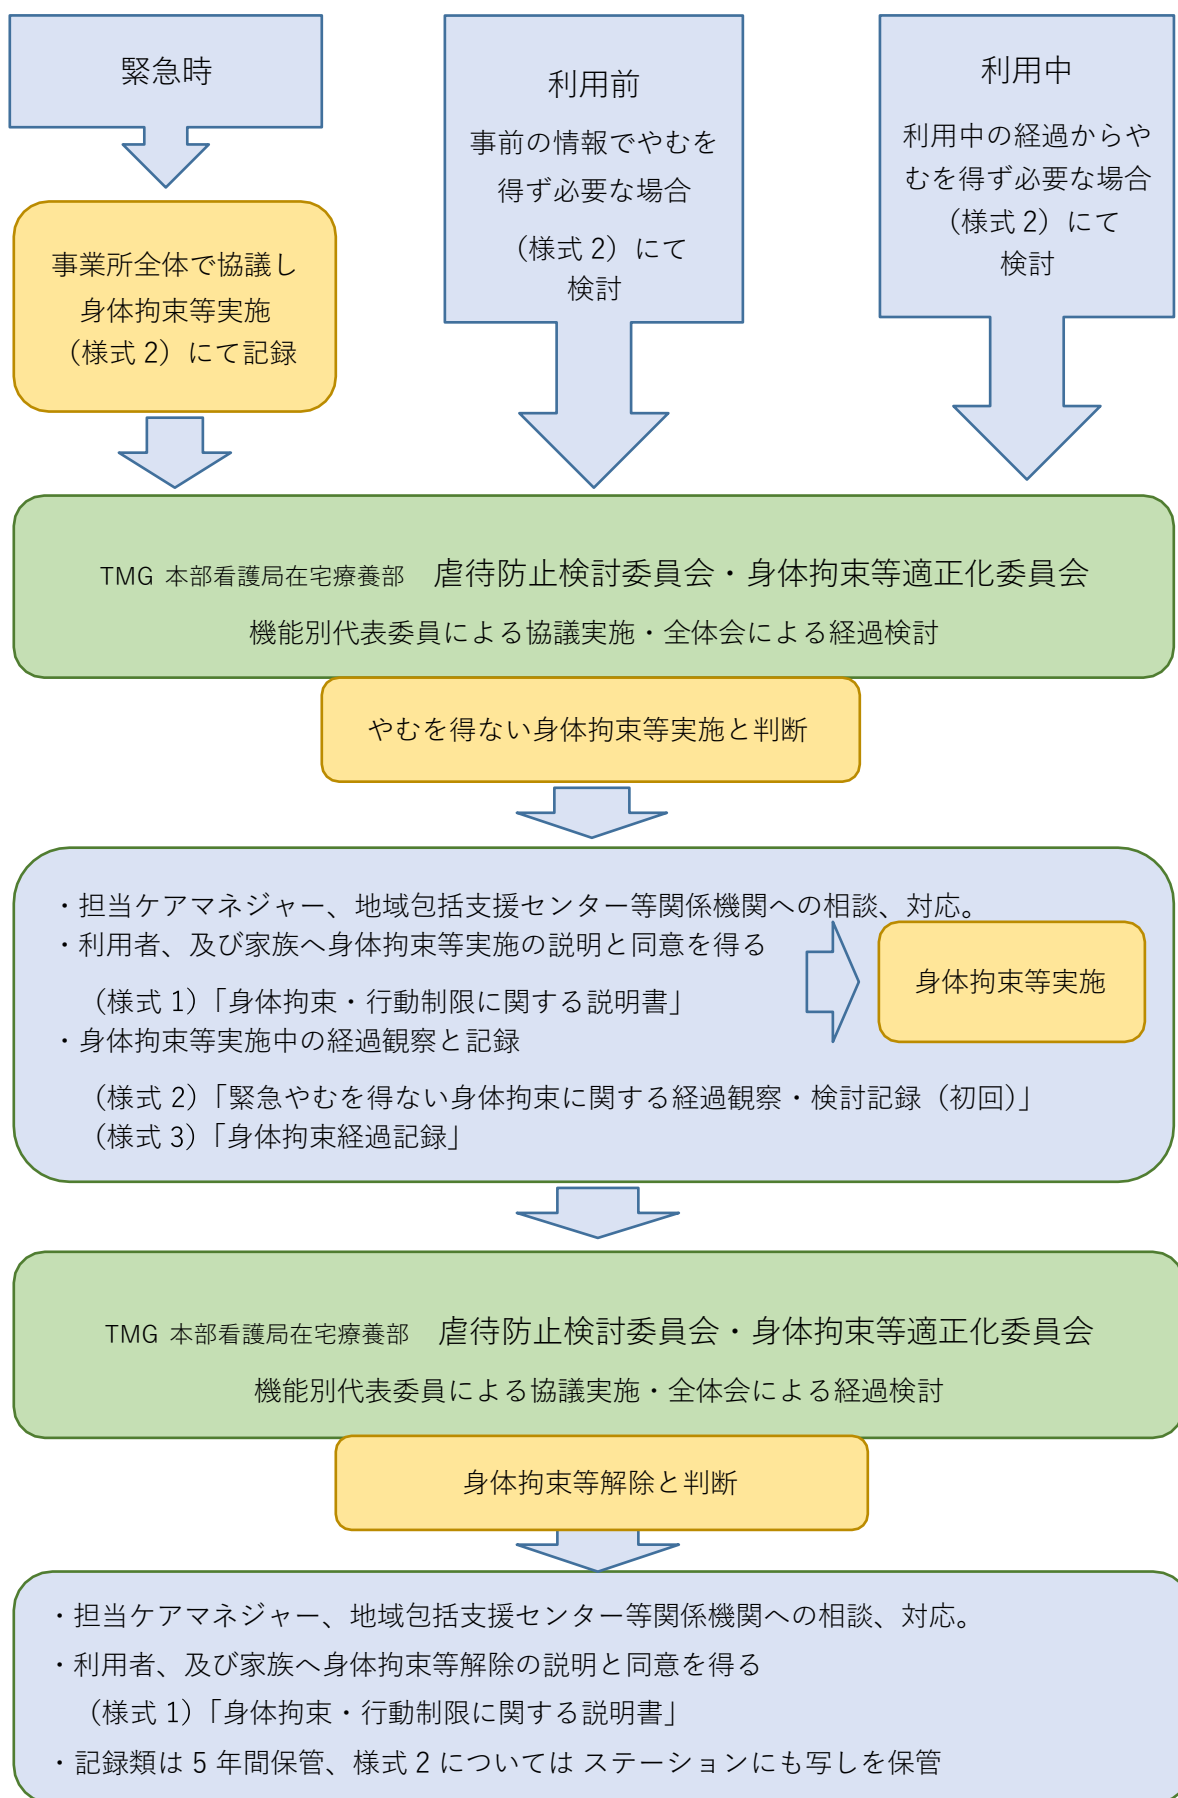 緊急時
事業所全体で協議し
身体拘束等実施
（様式 2）にて記録
利用前
事前の情報でやむを
得ず必要な場合
（様式 2）にて
検討
利用中
利用中の経過からや
むを得ず必要な場合
（様式 2）にて
検討
TMG 本部看護局在宅療養部 虐待防止検討委員会・身体拘束等適正化委員会
機能別代表委員による協議実施・全体会による経過検討
やむを得ない身体拘束等実施と判断
・担当ケアマネジャー、地域包括支援センター等関係機関への相談、対応。
・利用者、及び家族へ身体拘束等実施の説明と同意を得る
（様式 1）「身体拘束・行動制限に関する説明書」
・身体拘束等実施中の経過観察と記録
（様式 2）「緊急やむを得ない身体拘束に関する経過観察・検討記録（初回）」
（様式 3）「身体拘束経過記録」
身体拘束等実施
TMG 本部看護局在宅療養部 虐待防止検討委員会・身体拘束等適正化委員会
機能別代表委員による協議実施・全体会による経過検討
身体拘束等解除と判断
・担当ケアマネジャー、地域包括支援センター等関係機関への相談、対応。
・利用者、及び家族へ身体拘束等解除の説明と同意を得る
（様式 1）「身体拘束・行動制限に関する説明書」
・記録類は 5 年間保管、様式 2 については ステーションにも写しを保管